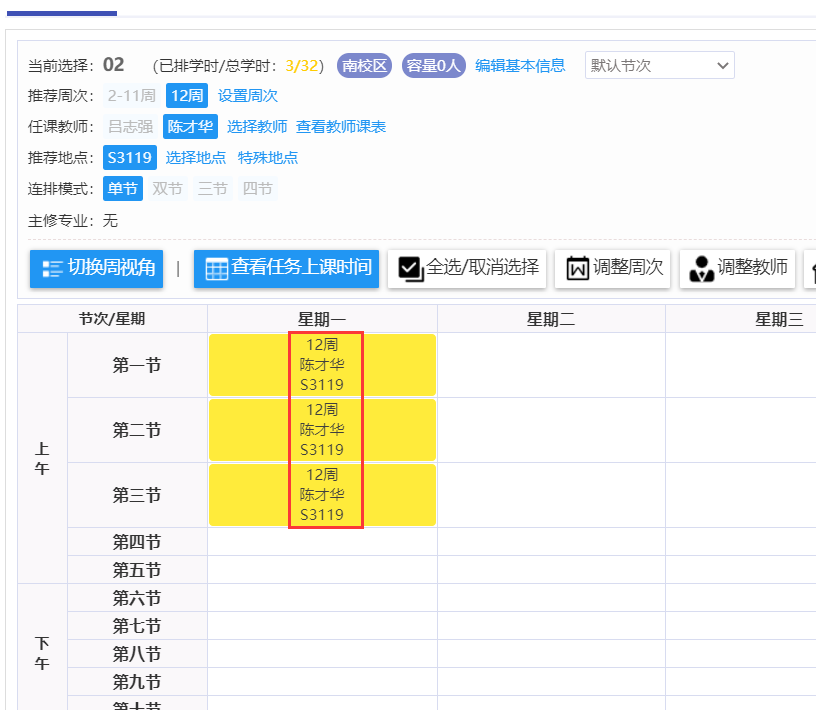 当前选择： 02 (已排学时/总学时：3/32) 南校区 容量0人 编辑基本信息 默认节次
推荐周次： 2-11周 12周 设置周次
任课教师： 吕志强 陈才华 选择教师 查看教师课表
推荐地点： S3119 选择地点 特殊地点
连排模式： 单节 双节 三节 四节
主修专业： 无
切换周视角 | 查看任务上课时间 全选/取消选择 调整周次 调整教师
节次/星期 星期一 星期二 星期三
上午
第一节
12周
陈才华
S3119
第二节
12周
陈才华
S3119
第三节
12周
陈才华
S3119
第四节
第五节
下午
第六节
第七节
第八节
第九节
第十节